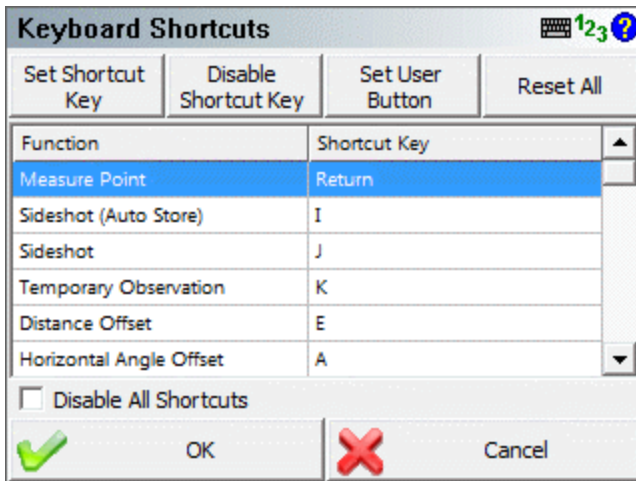 Keyboard Shortcuts 123 ?
Set Shortcut Key
Disable Shortcut Key
Set User Button
Reset All
Function Shortcut Key
Measure Point Return
Sideshot (Auto Store) I
Sideshot J
Temporary Observation K
Distance Offset E
Horizontal Angle Offset A
Disable All Shortcuts
OK Cancel